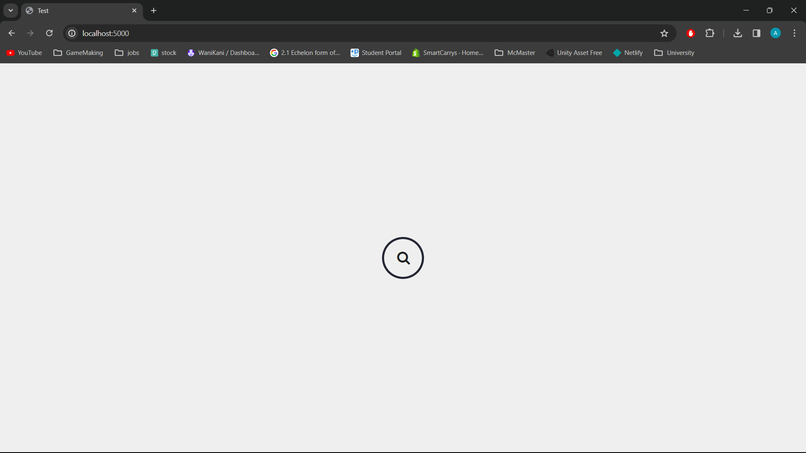 Test
localhost:5000
A
YouTube GameMaking jobs D stock WaniKani / Dashboa... G 2.1 Echelon form of... Student Portal SmartCarrys - Home... McMaster Unity Asset Free Netlify University